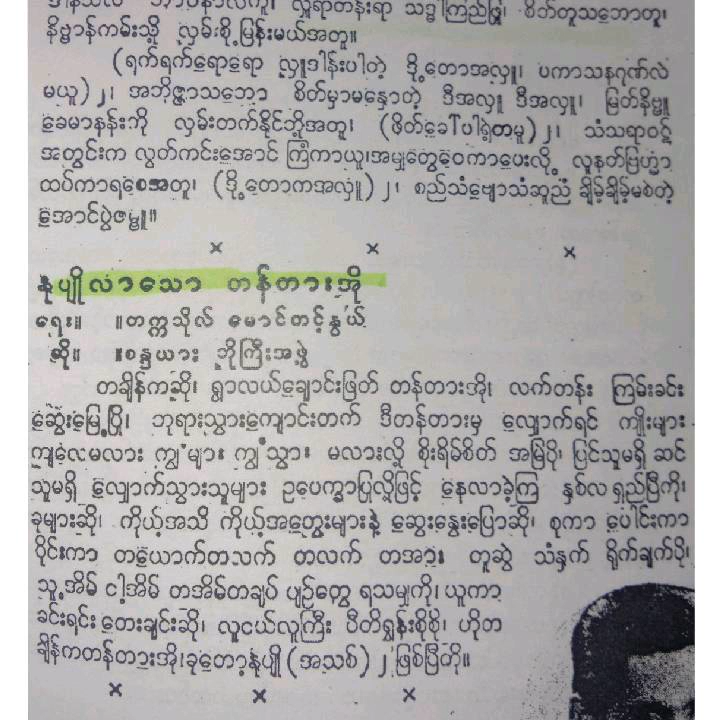 နိဗ္ဗာန်ကမ်းသို့ လှမ်းစို့မြန်းမယ်အတူ။
(ရက်ရက်ရောရော လှူဒါန်းပါတဲ့ ဒို့တောအလှူ၊ ပကာသနဂုဏ်လဲ
မယူ) ၂၊ အဘိဇ္ဈာသဘော စိတ်မှာမနှောတဲ့ ဒီအလှူ ဒီအလှူ၊ မြတ်နိဗ္ဗူ
ခေမာနန်းကို လှမ်းတက်နိုင်ဘို့အတူ၊ (ဖိတ်ခေါ်ပါရဲ့တမူ) ၂၊ သံသရာဝဋ်
အတွင်းက လွတ်ကင်းအောင် ကြံကာယူ၊အမျှတွေဝေကာပေးလို့ လူနတ်ဗြဟ္မာ
ထပ်ကာရစေအတူ၊ (ဒို့တောကအလှူ) ၂၊ စည်သံဗျောသံဆူညံ ချိမ့်ချိမ့်မစဲတဲ့
အောင်ပွဲဇမ္ဗူ။
× × ×
နုပျိုလာသော တန်တားအို
ရေး။ ။တက္ကသိုလ် မောင်တင့်နွယ်
ဆို။ ။စန္ဒယား ဘိုကြီးအဖွဲ့
တချိန်ကဆို၊ ရွာလယ်ချောင်းဖြတ် တန်တားအို၊ လက်တန်း ကြမ်းခင်း
ဆွေးမြေ့ပြို၊ ဘုရားသွားကျောင်းတက် ဒီတန်တားမှ လျှောက်ရင် ကျိုးများ
ကျလေမလား ကျွံများ ကျွံသွား မလားလို့ စိုးရိမ်စိတ် အမြဲပို၊ ပြင်သူမရှိ ဆင်
သူမရှိ လျှောက်သွားသူများ ဥပေက္ခာပြုလို့ဖြင့် နေလာခဲ့ကြ နှစ်လ ရှည်ပြီကို၊
ခုများဆို၊ ကိုယ့်အသိ ကိုယ့်အတွေးများနဲ့ ဆွေးနွေးပြောဆို၊ စုကာ ပေါင်းကာ
ဝိုင်းကာ တယောက်တလက် တလက် တအား တူဆွဲ သံနှက် ရိုက်ချက်ပို၊
သူ့အိမ် ငါ့အိမ် တအိမ်တချပ် ပျဉ်တွေ ရသမျှကို၊ ယူကာ
ခင်းရင်း တေးချင်းဆို၊ လူငယ်လူကြီး ပီတိရွှန်းစိုစို၊ ဟိုတ
ချိန်ကတန်တားအို၊ခုတော့နုပျို (အသစ်) ၂ ဖြစ်ပြီကို။
× × ×